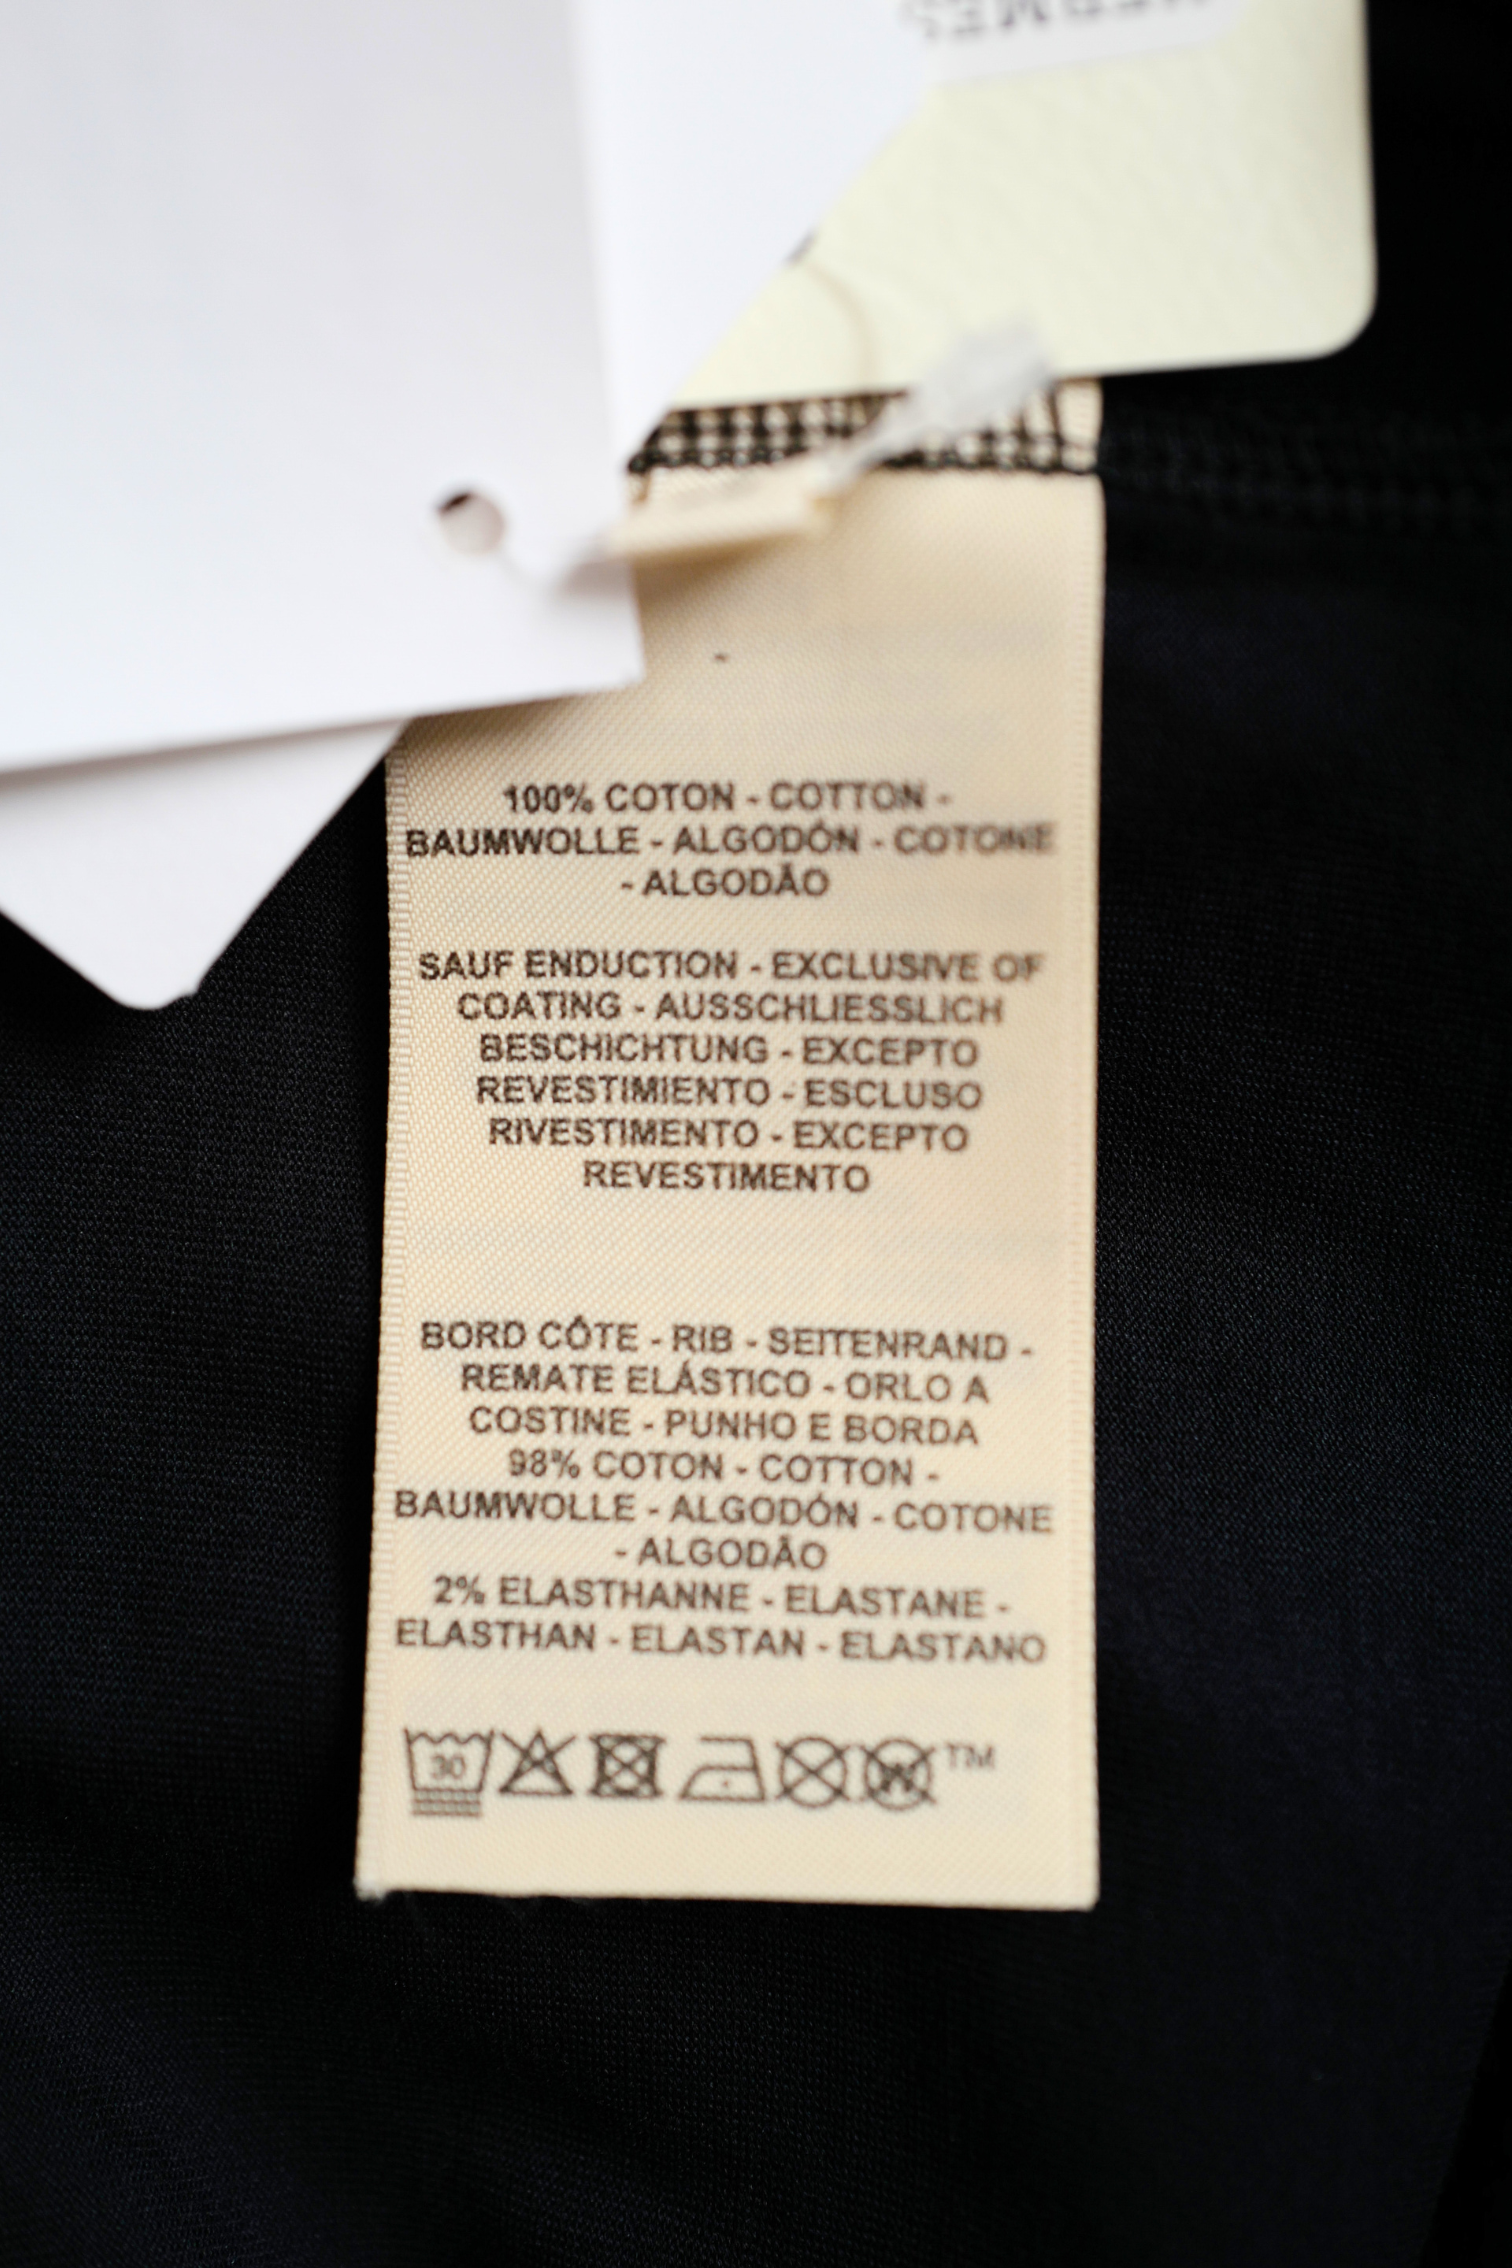 HERMES
100% COTON - COTTON -
BAUMWOLLE - ALGODÓN - COTONE
- ALGODÃO
SAUF ENDUCTION - EXCLUSIVE OF
COATING - AUSSCHLIESSLICH
BESCHICHTUNG - EXCEPTO
REVESTIMIENTO - ESCLUSO
RIVESTIMENTO - EXCEPTO
REVESTIMENTO
BORD CÔTE - RIB - SEITENRAND -
REMATE ELÁSTICO - ORLO A
COSTINE - PUNHO E BORDA
98% COTON - COTTON -
BAUMWOLLE - ALGODÓN - COTONE
- ALGODÃO
2% ELASTHANNE - ELASTANE -
ELASTHAN - ELASTAN - ELASTANO
30 W TM